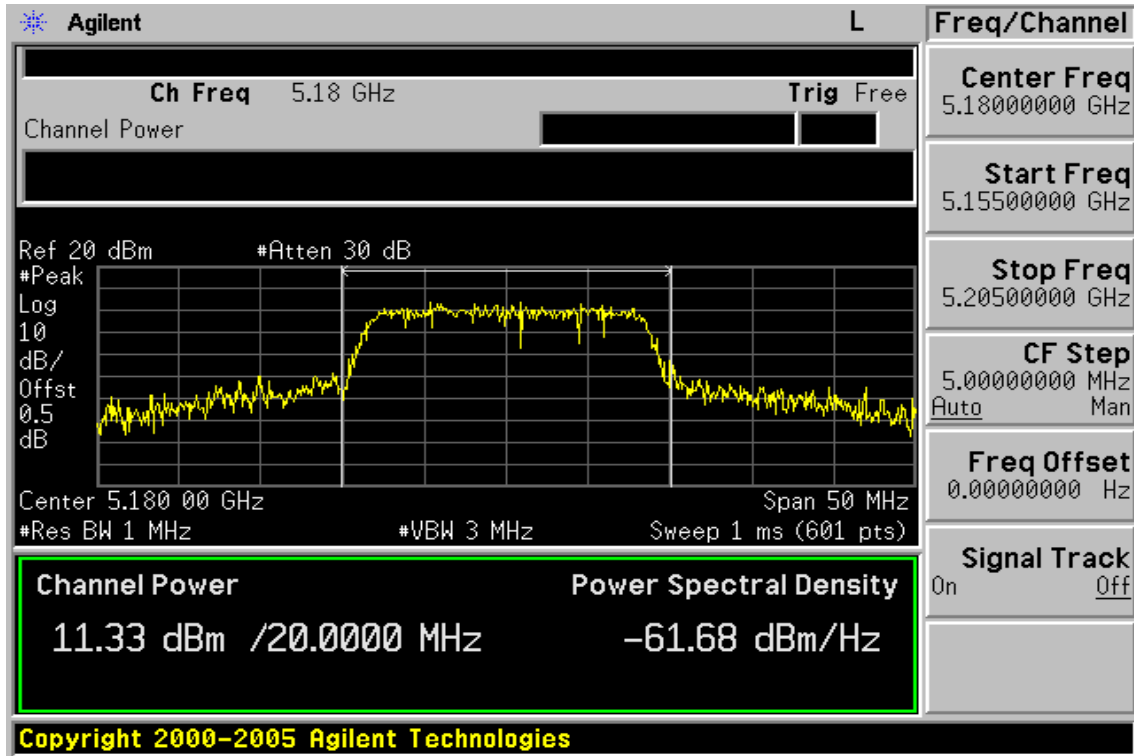 Agilent L
Freq/Channel
Ch Freq 5.18 GHz Trig Free
Channel Power
Center Freq
5.18000000 GHz
Start Freq
5.15500000 GHz
Stop Freq
5.20500000 GHz
CF Step
5.00000000 MHz
Auto Man
Freq Offset
0.00000000 Hz
Signal Track
On Off
Ref 20 dBm #Atten 30 dB
#Peak
Log
10
dB/
Offst
0.5
dB
Center 5.180 00 GHz Span 50 MHz
#Res BW 1 MHz #VBW 3 MHz Sweep 1 ms (601 pts)
Channel Power Power Spectral Density
11.33 dBm /20.0000 MHz -61.68 dBm/Hz
Copyright 2000-2005 Agilent Technologies